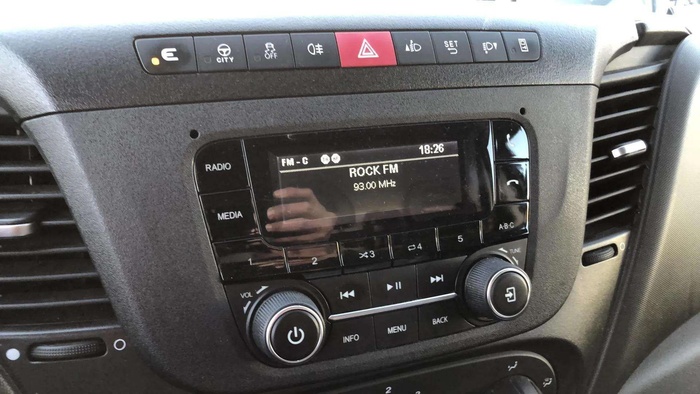 E CITY OFF SET
RADIO
FM - C 18:26
ROCK FM
93.00 MHz
MEDIA
A-B-C
1 2 3 4 5
VOL TUNE
INFO MENU BACK
2